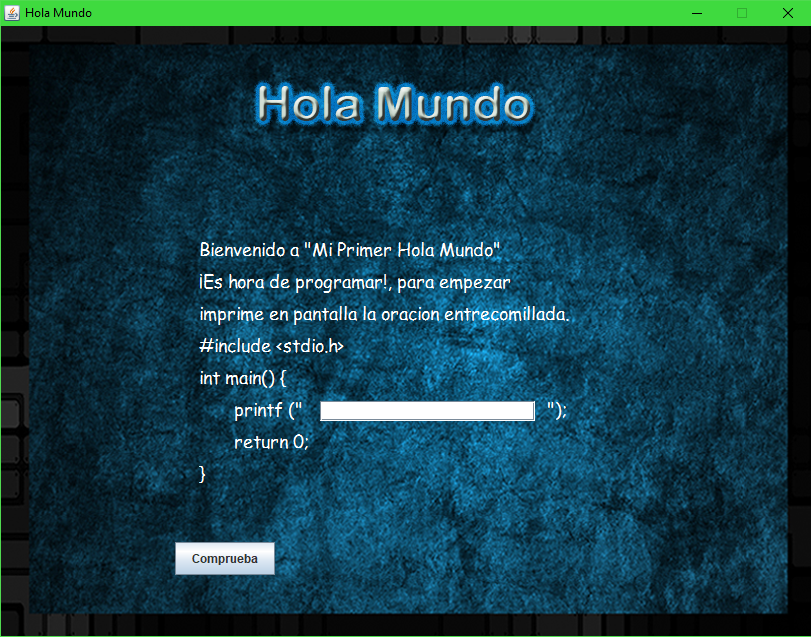 Hola Mundo
Hola Mundo
Bienvenido a "Mi Primer Hola Mundo"
¡Es hora de programar!, para empezar
imprime en pantalla la oracion entrecomillada.
#include <stdio.h>
int main() {
printf (" ");
return 0;
}
Comprueba